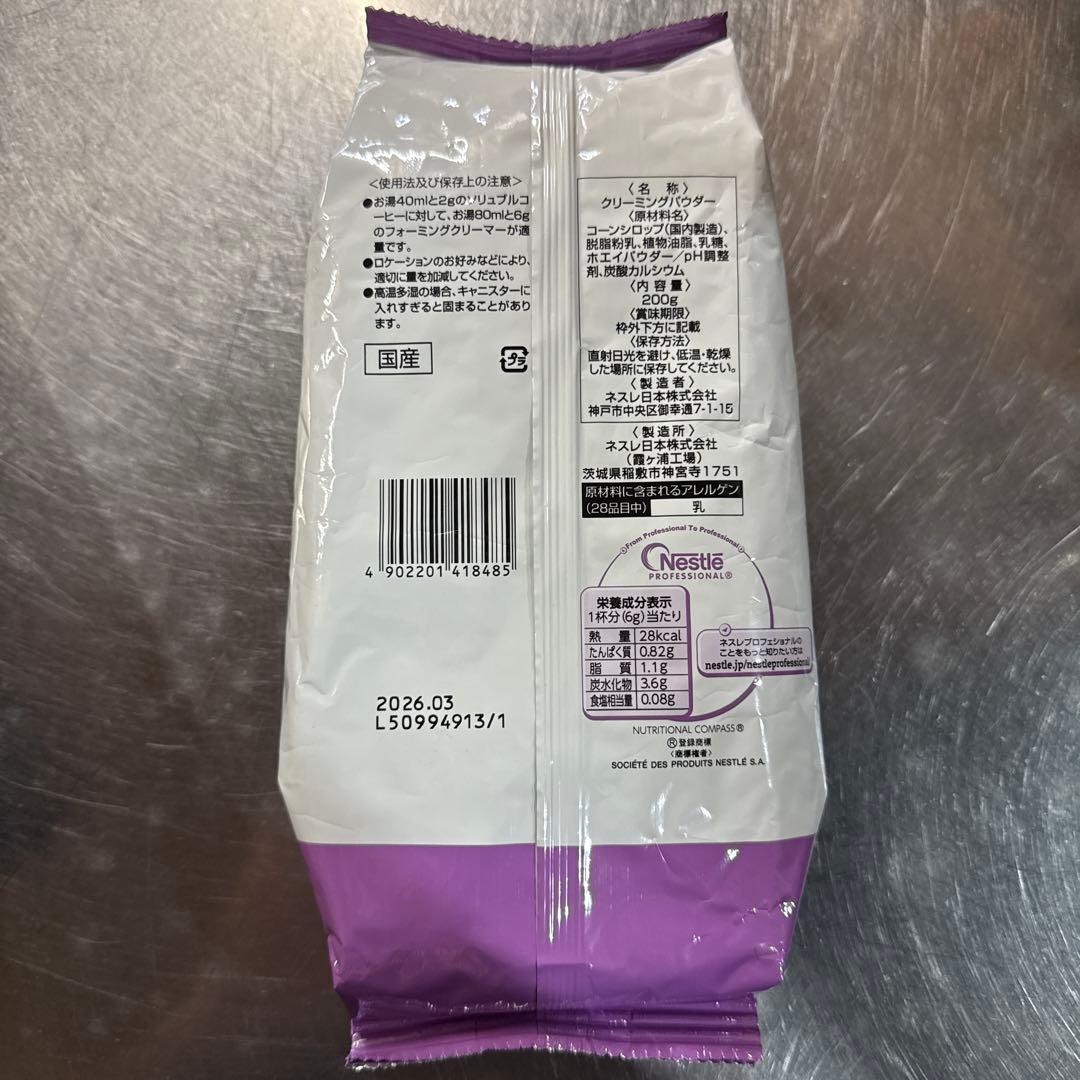 ＜使用法及び保存上の注意＞
●お湯40mlと2gのソリュブルコ
ーヒーに対して、お湯80mlと6g
のフォーミングクリーマーが適
量です。
●ロケーションのお好みなどにより、
適切に量を加減してください。
●高温多湿の場合、キャニスターに
入れすぎると固まることがあり
ます。
国産
プラ
4 902201 418485
2026.03
L50994913/1
〈名 称〉
クリーミングパウダー
〈原材料名〉
コーンシロップ(国内製造)、
脱脂粉乳、植物油脂、乳糖、
ホエイパウダー／pH調整
剤、炭酸カルシウム
〈内容量〉
200g
〈賞味期限〉
枠外下方に記載
〈保存方法〉
直射日光を避け、低温・乾燥
した場所に保存してください。
〈製造者〉
ネスレ日本株式会社
神戸市中央区御幸通7-1-15
〈製造所〉
ネスレ日本株式会社
(霞ヶ浦工場)
茨城県稲敷市神宮寺1751
原材料に含まれるアレルゲン
(28品目中) 乳
From Professional To Professional
Nestlé
PROFESSIONAL®
栄養成分表示
1杯分(6g)当たり
熱量 28kcal
たんぱく質 0.82g
脂質 1.1g
炭水化物 3.6g
食塩相当量 0.08g
ネスレプロフェショナルの
ことをもっと知りたい方は
nestle.jp/nestleprofessional
NUTRITIONAL COMPASS®
Ⓡ登録商標
〈商標権者〉
SOCIÉTÉ DES PRODUITS NESTLÉ S.A.